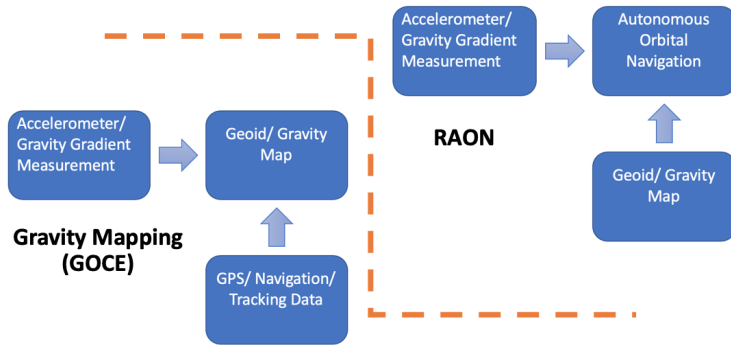 Accelerometer/
Gravity Gradient
Measurement
Geoid/ Gravity
Map
Gravity Mapping
(GOCE)
GPS/ Navigation/
Tracking Data
Accelerometer/
Gravity Gradient
Measurement
Autonomous
Orbital
Navigation
RAON
Geoid/ Gravity
Map